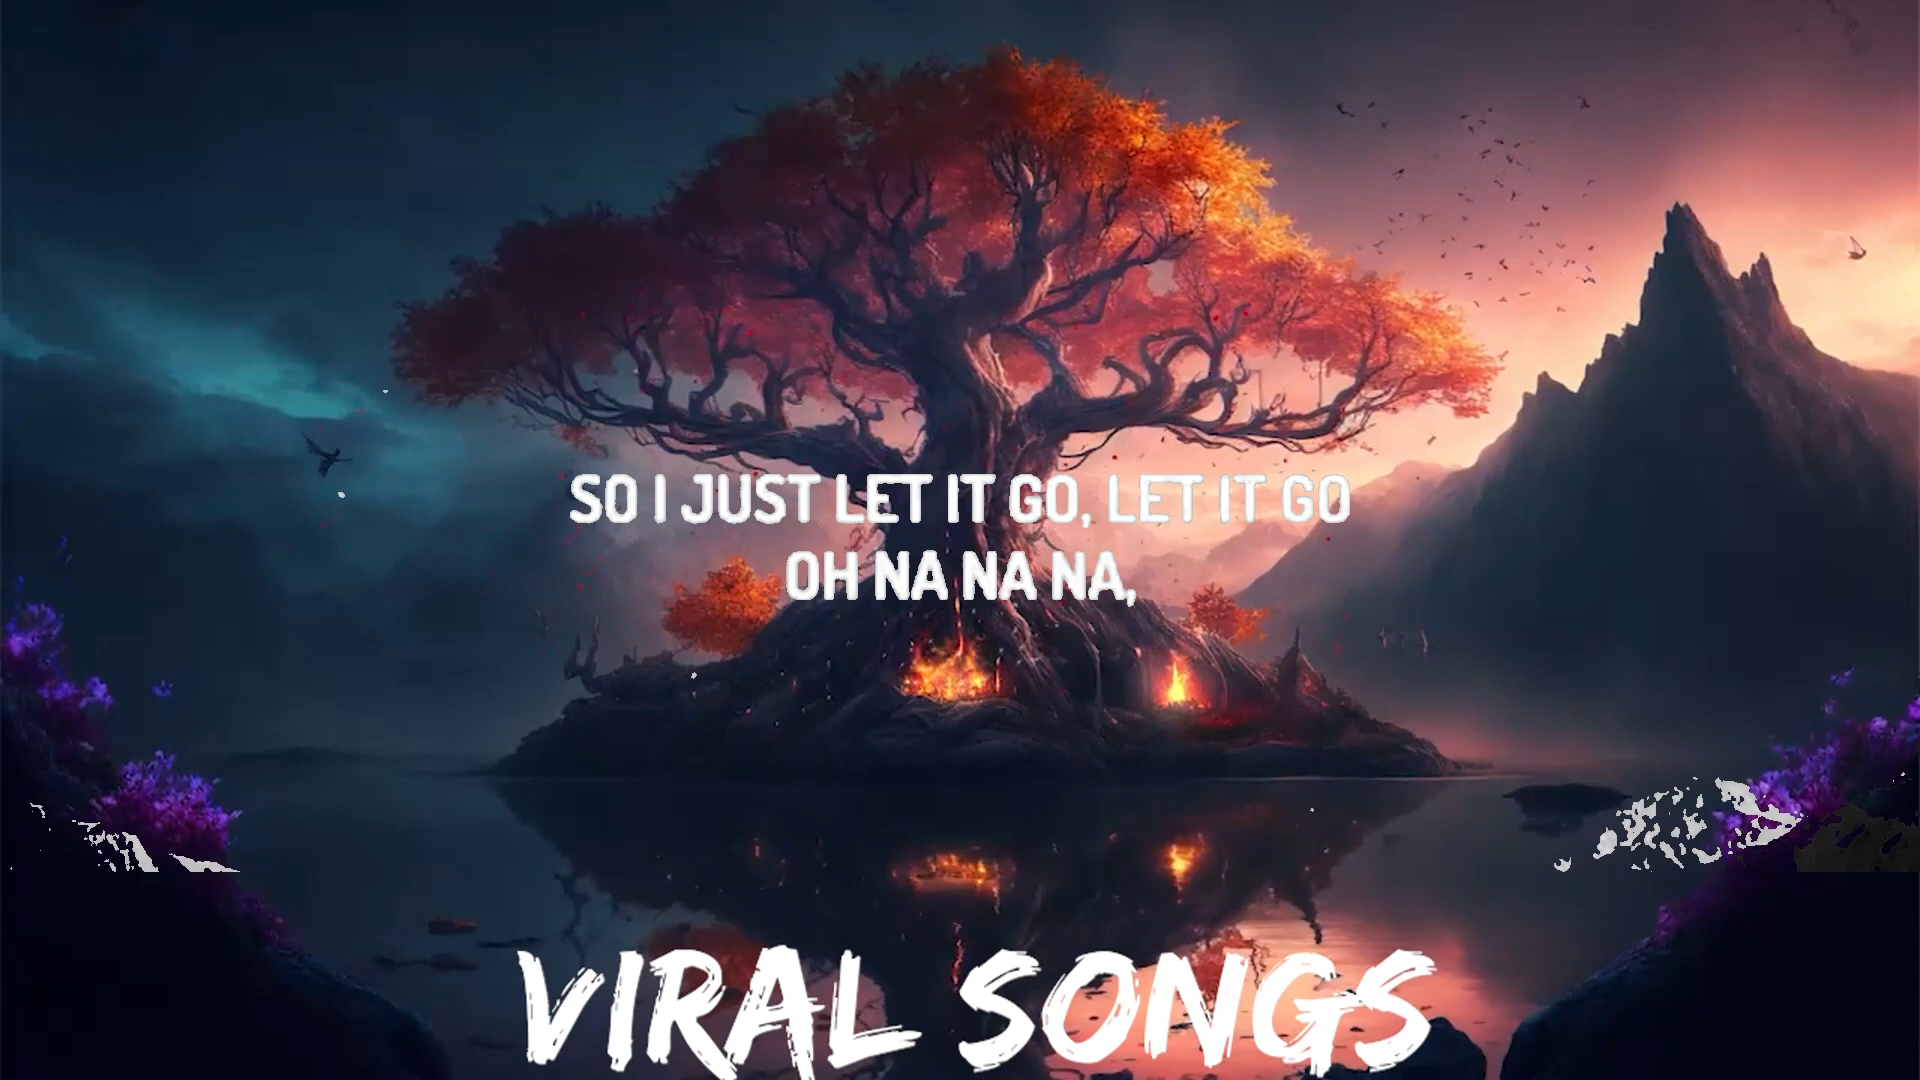 SO I JUST LET IT GO, LET IT GO
OH NA NA NA,
VIRAL SONGS